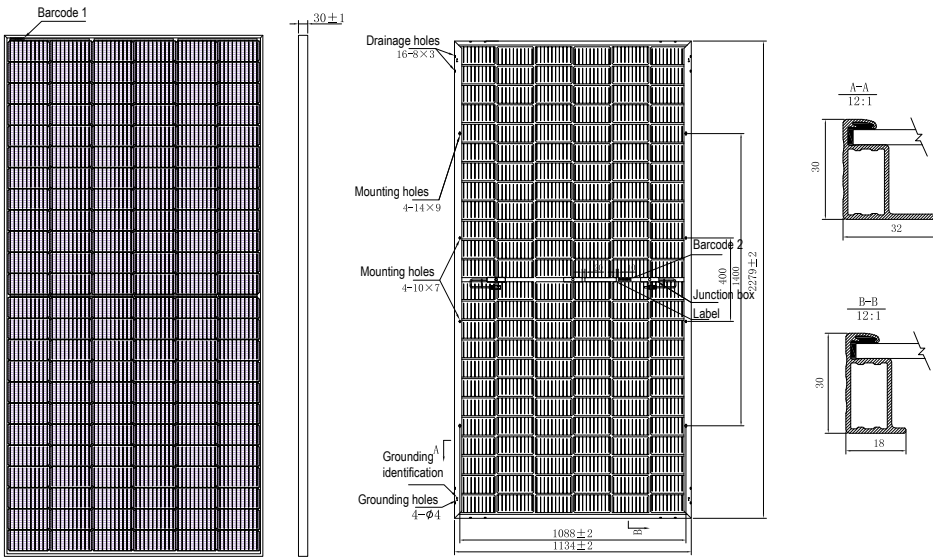 Barcode 1
30±1
Drainage holes
16-8×3
Mounting holes
4-14×9
Mounting holes
4-10×7
Barcode 2
Junction box
Label
400
1400
2279±2
Grounding
identification
A
Grounding holes
4-ϕ4
B
1088±2
1134±2
A-A
12:1
30
32
B-B
12:1
30
18